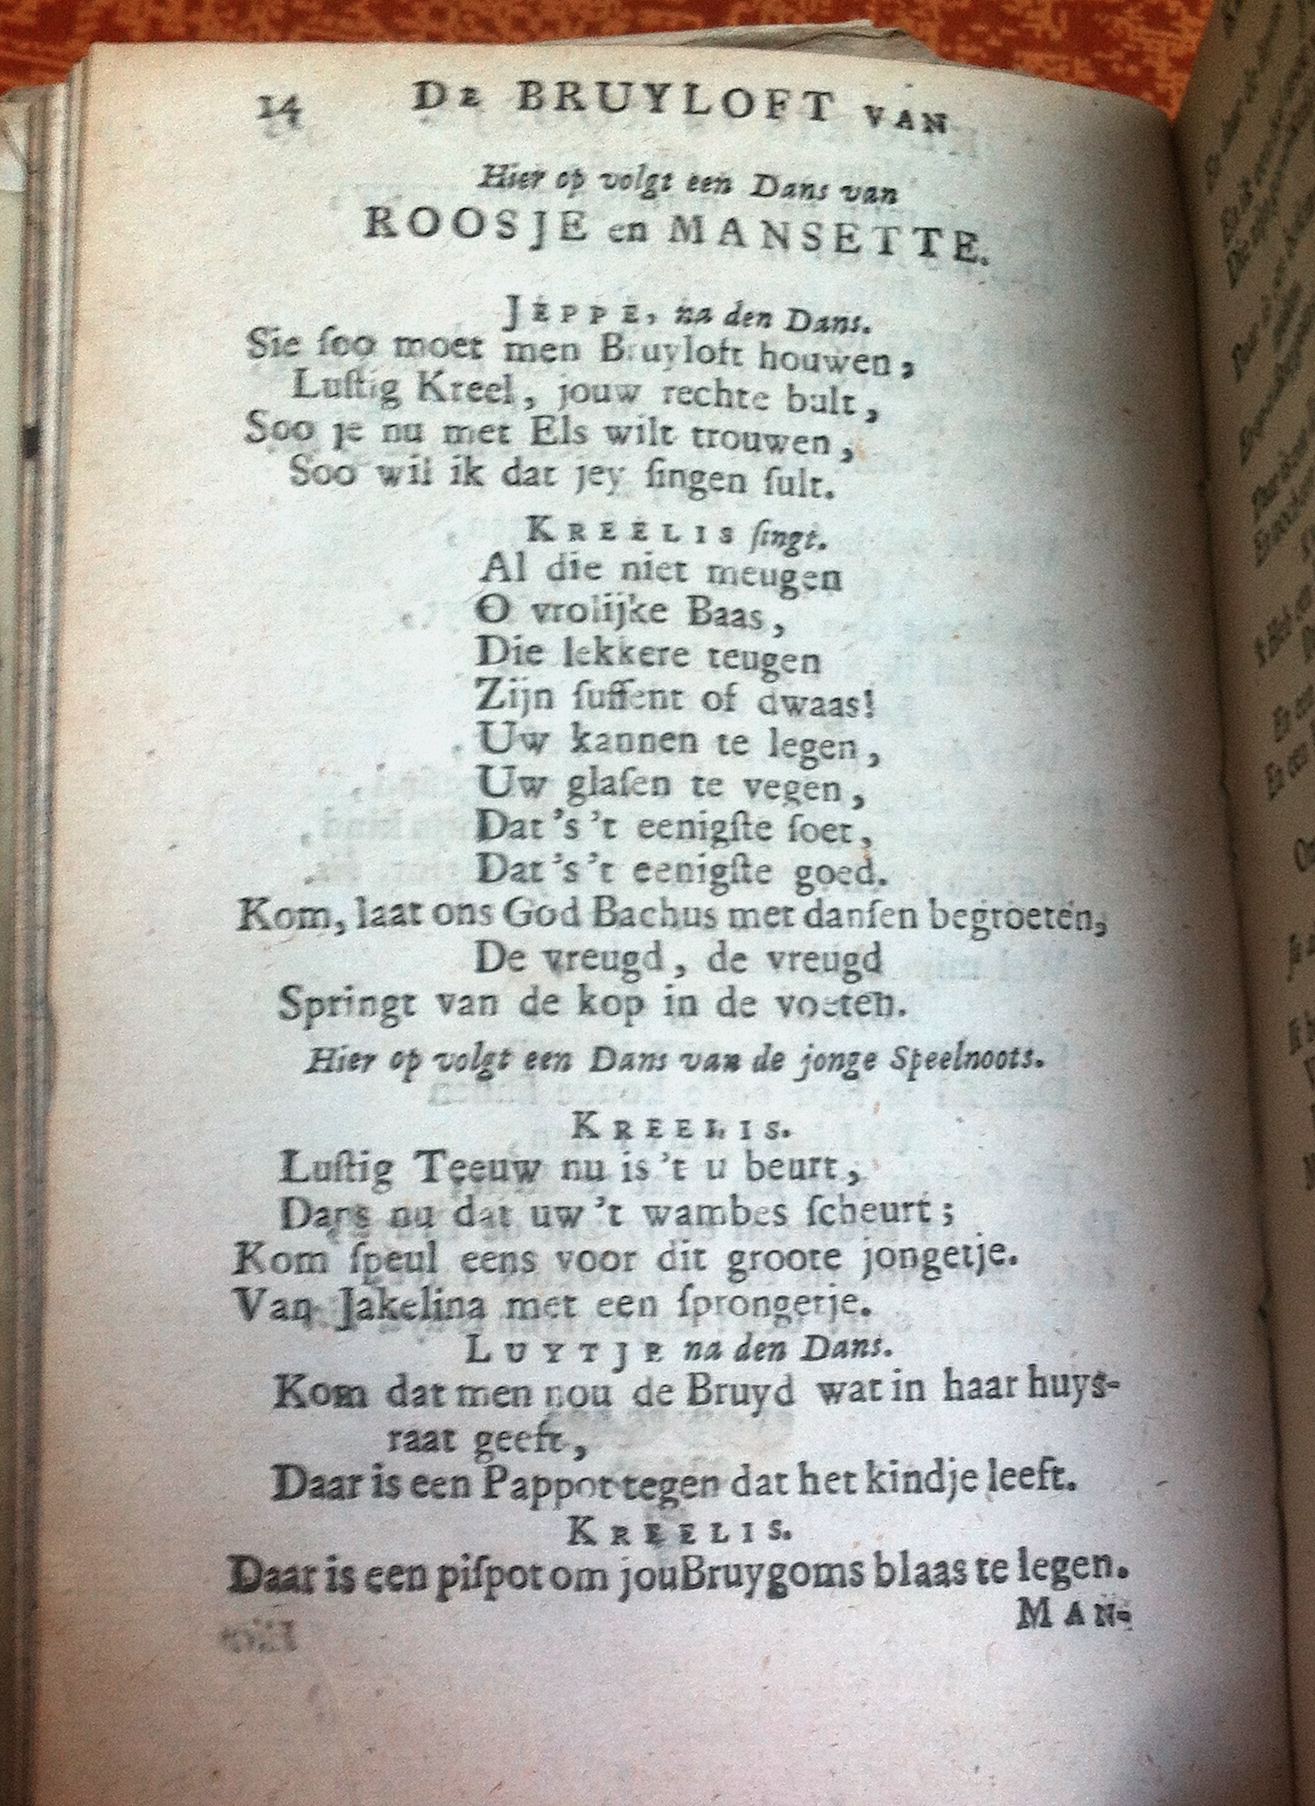 14 DE BRUYLOFT VAN
Hier op volgt een Dans van
ROOSJE en MANSETTE.
JEPPE, na den Dans.
Sie ſoo moet men Bruyloft houwen,
Luſtig Kreel, jouw rechte bult,
Soo je nu met Els wilt trouwen,
Soo wil ik dat jey ſingen ſult.
KREELIS ſingt.
Al die niet meugen
O vrolijke Baas,
Die lekkere teugen
Zijn ſuffent of dwaas!
Uw kannen te legen,
Uw glaſen te vegen,
Dat 's 't eenigſte ſoet,
Dat 's 't eenigſte goed.
Kom, laat ons God Bachus met danſen begroeten,
De vreugd, de vreugd
Springt van de kop in de voeten.
Hier op volgt een Dans van de jonge Speelnoots.
KREELIS.
Luſtig Teeuw nu is 't u beurt,
Dans nu dat uw 't wambes ſcheurt;
Kom ſpeul eens voor dit groote jongetje.
Van Jakelina met een ſprongetje.
LUYTJE na den Dans.
Kom dat men nou de Bruyd wat in haar huys-
raat geeft,
Daar is een Pappot tegen dat het kindje leeft.
KREELIS.
Daar is een piſpot om jou Bruygoms blaas te legen.
MAN-